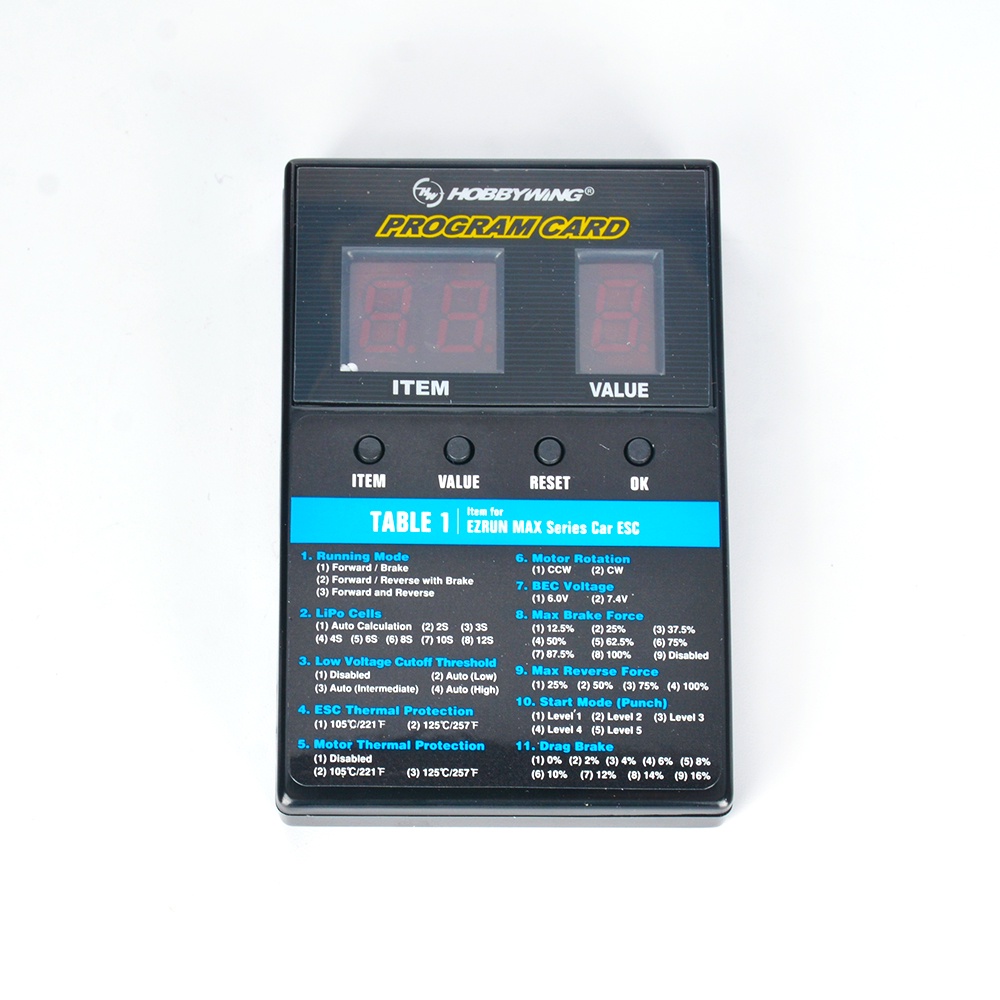 HW HOBBYWING®
PROGRAM CARD
8.8. 8.
ITEM VALUE
ITEM VALUE RESET OK
TABLE 1 Item for
EZRUN MAX Series Car ESC
1. Running Mode
(1) Forward / Brake
(2) Forward / Reverse with Brake
(3) Forward and Reverse
2. LiPo Cells
(1) Auto Calculation (2) 2S (3) 3S
(4) 4S (5) 6S (6) 8S (7) 10S (8) 12S
3. Low Voltage Cutoff Threshold
(1) Disabled (2) Auto (Low)
(3) Auto (Intermediate) (4) Auto (High)
4. ESC Thermal Protection
(1) 105℃/221℉ (2) 125℃/257℉
5. Motor Thermal Protection
(1) Disabled
(2) 105℃/221℉ (3) 125℃/257℉
6. Motor Rotation
(1) CCW (2) CW
7. BEC Voltage
(1) 6.0V (2) 7.4V
8. Max Brake Force
(1) 12.5% (2) 25% (3) 37.5%
(4) 50% (5) 62.5% (6) 75%
(7) 87.5% (8) 100% (9) Disabled
9. Max Reverse Force
(1) 25% (2) 50% (3) 75% (4) 100%
10. Start Mode (Punch)
(1) Level 1 (2) Level 2 (3) Level 3
(4) Level 4 (5) Level 5
11. Drag Brake
(1) 0% (2) 2% (3) 4% (4) 6% (5) 8%
(6) 10% (7) 12% (8) 14% (9) 16%